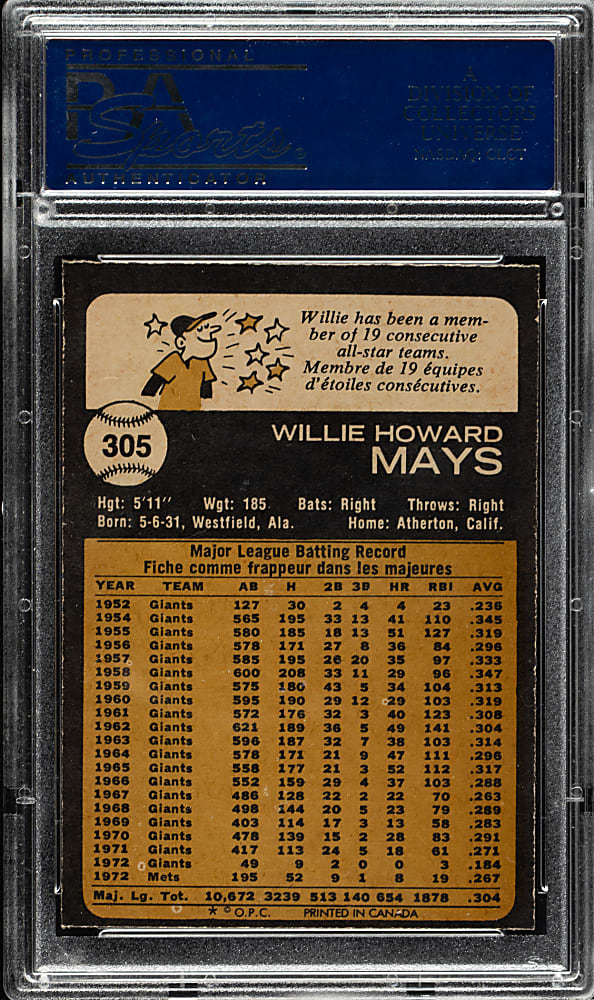 PROFESSIONAL
PSA
Sports
AUTHENTICATOR
A
DIVISION OF
COLLECTORS
UNIVERSE
NASDAQ: CLCT
Willie has been a mem-
ber of 19 consecutive
all-star teams.
Membre de 19 équipes
d'étoiles consécutives.
305
WILLIE HOWARD
MAYS
Hgt: 5'11" Wgt: 185 Bats: Right Throws: Right
Born: 5-6-31, Westfield, Ala. Home: Atherton, Calif.
Major League Batting Record
Fiche comme frappeur dans les majeures
YEAR TEAM AB H 2B 3B HR RBI AVG
1952 Giants 127 30 2 4 4 23 .236
1954 Giants 565 195 33 13 41 110 .345
1955 Giants 580 185 18 13 51 127 .319
1956 Giants 578 171 27 8 36 84 .296
1957 Giants 585 195 26 20 35 97 .333
1958 Giants 600 208 33 11 29 96 .347
1959 Giants 575 180 43 5 34 104 .313
1960 Giants 595 190 29 12 29 103 .319
1961 Giants 572 176 32 3 40 123 .308
1962 Giants 621 189 36 5 49 141 .304
1963 Giants 596 187 32 7 38 103 .314
1964 Giants 578 171 21 9 47 111 .296
1965 Giants 558 177 21 3 52 112 .317
1966 Giants 552 159 29 4 37 103 .288
1967 Giants 486 128 22 2 22 70 .263
1968 Giants 498 144 20 5 23 79 .289
1969 Giants 403 114 17 3 13 58 .283
1970 Giants 478 139 15 2 28 83 .291
1971 Giants 417 113 24 5 18 61 .271
1972 Giants 49 9 2 0 0 3 .184
1972 Mets 195 52 9 1 8 19 .267
Maj. Lg. Tot. 10,672 3239 513 140 654 1878 .304
* © O.P.C. PRINTED IN CANADA